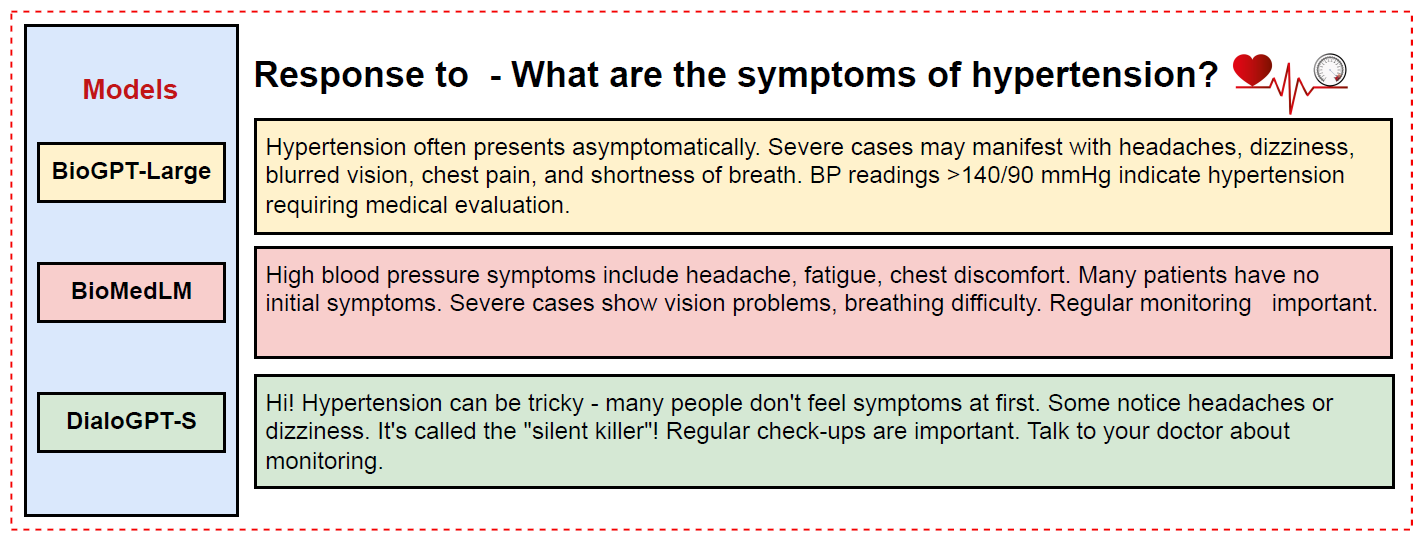 Models
Response to - What are the symptoms of hypertension?
BioGPT-Large
Hypertension often presents asymptomatically. Severe cases may manifest with headaches, dizziness,
blurred vision, chest pain, and shortness of breath. BP readings >140/90 mmHg indicate hypertension
requiring medical evaluation.
BioMedLM
High blood pressure symptoms include headache, fatigue, chest discomfort. Many patients have no
initial symptoms. Severe cases show vision problems, breathing difficulty. Regular monitoring important.
DialoGPT-S
Hi! Hypertension can be tricky - many people don't feel symptoms at first. Some notice headaches or
dizziness. It's called the "silent killer"! Regular check-ups are important. Talk to your doctor about
monitoring.